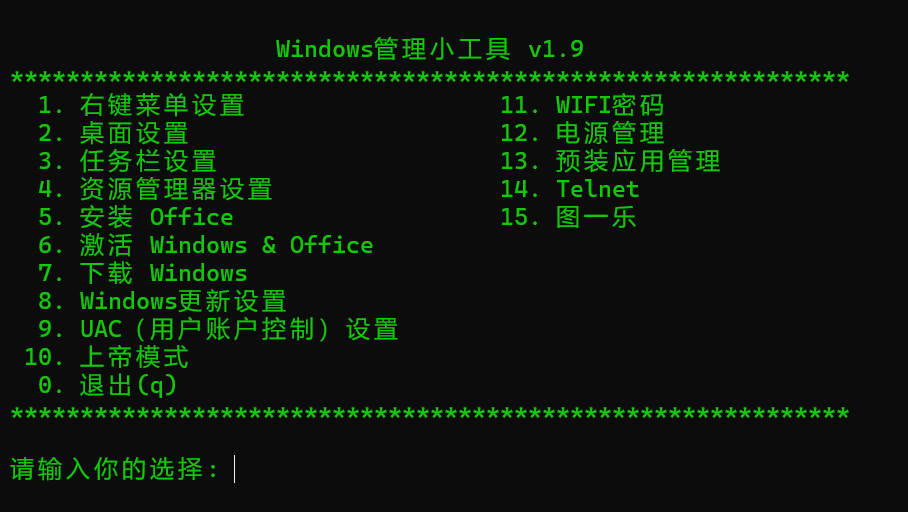 Windows管理小工具 v1.9
************************************************************
1. 右键菜单设置 11. WIFI密码
2. 桌面设置 12. 电源管理
3. 任务栏设置 13. 预装应用管理
4. 资源管理器设置 14. Telnet
5. 安装 Office 15. 图一乐
6. 激活 Windows & Office
7. 下载 Windows
8. Windows更新设置
9. UAC（用户账户控制）设置
10. 上帝模式
0. 退出(q)
************************************************************
请输入你的选择: